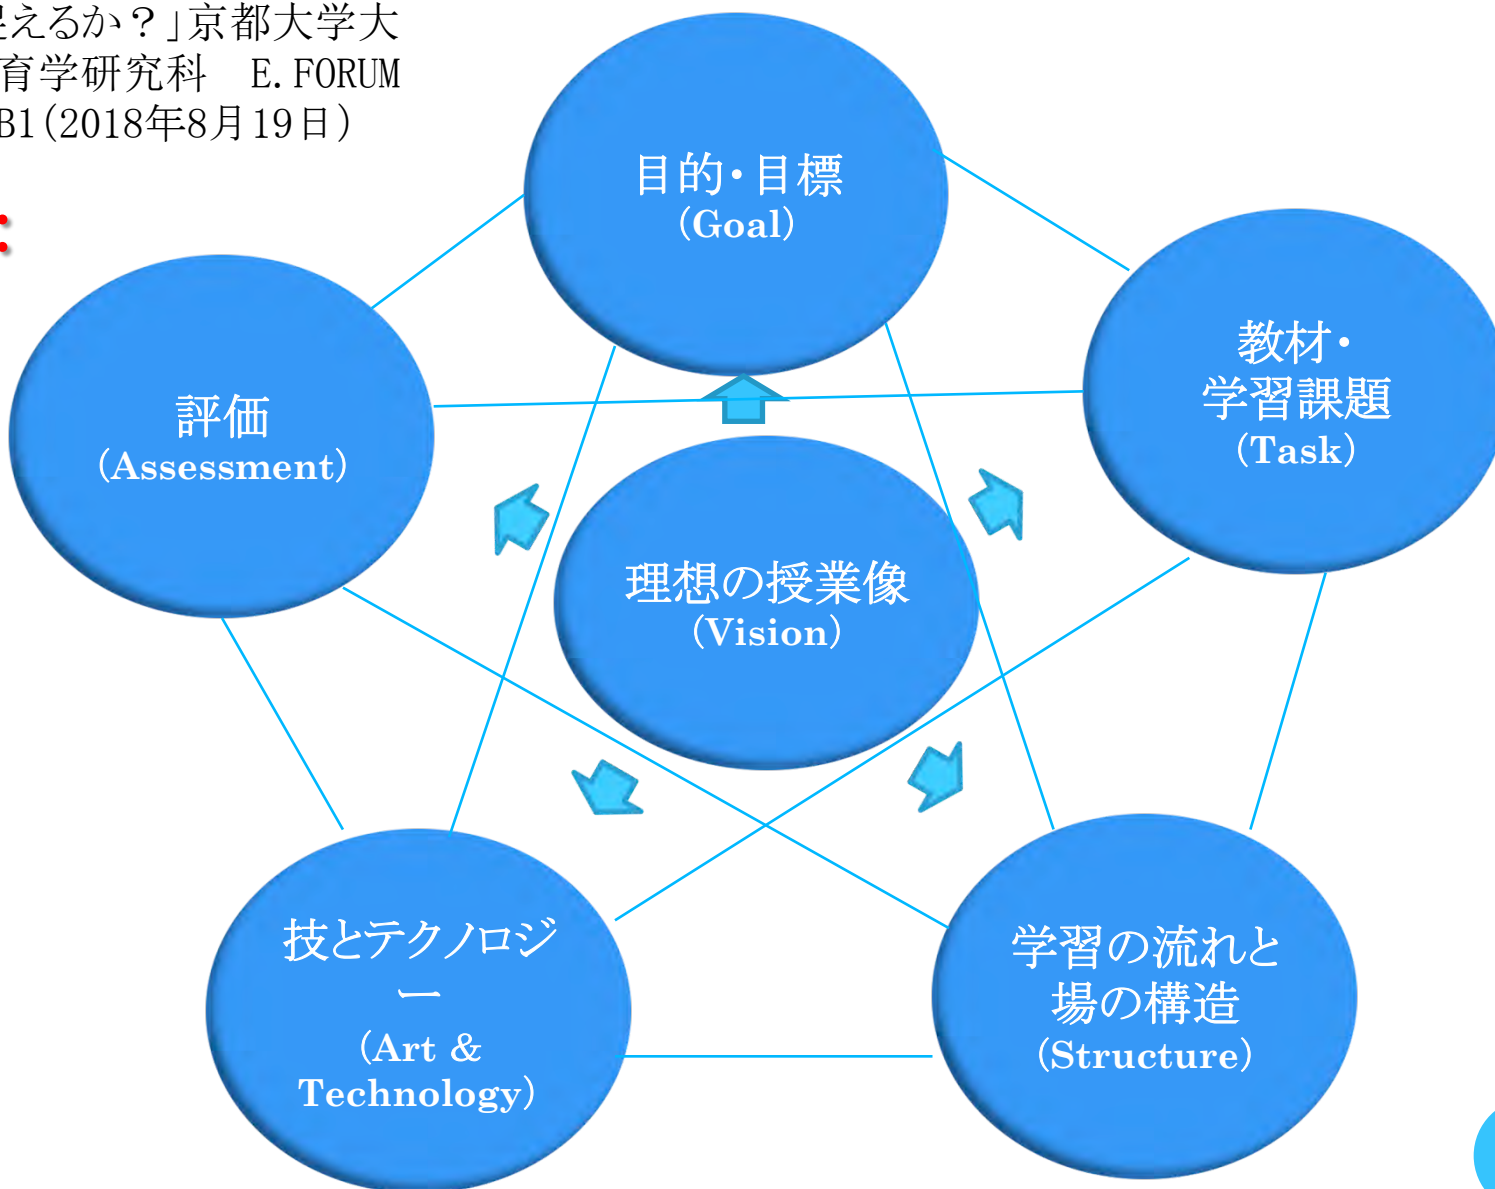 捉えるか？」京都大学大
育学研究科　E.FORUM
B1(2018年8月19日)
：
目的・目標
(Goal)
教材・
学習課題
(Task)
評価
(Assessment)
理想の授業像
(Vision)
技とテクノロジ
ー
(Art &
Technology)
学習の流れと
場の構造
(Structure)